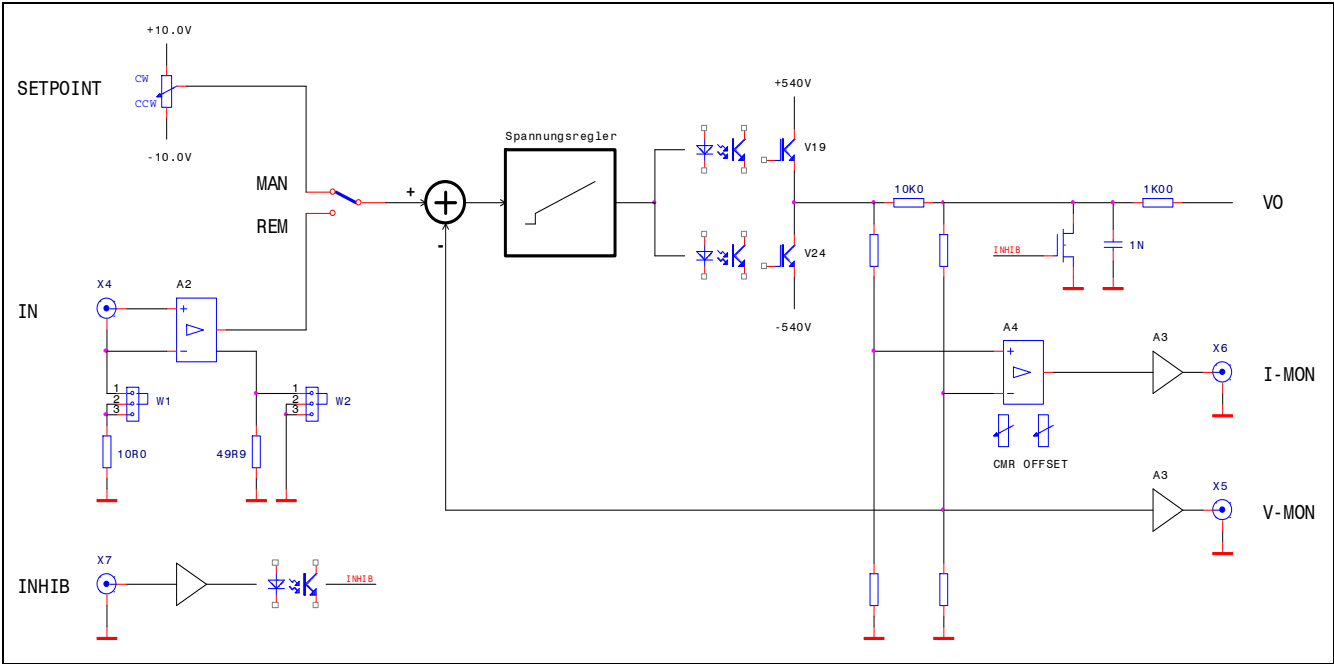 +10.0V
SETPOINT
CW
CCW
-10.0V
MAN
REM
+
-
Spannungsregler
+540V
V19
V24
-540V
10K0
1K00
VO
INHIB
1N
IN
X4
A2
+
-
1
2
3
W1
10R0
49R9
1
2
3
W2
A4
+
-
CMR OFFSET
A3
X6
I-MON
A3
X5
V-MON
INHIB
X7
INHIB